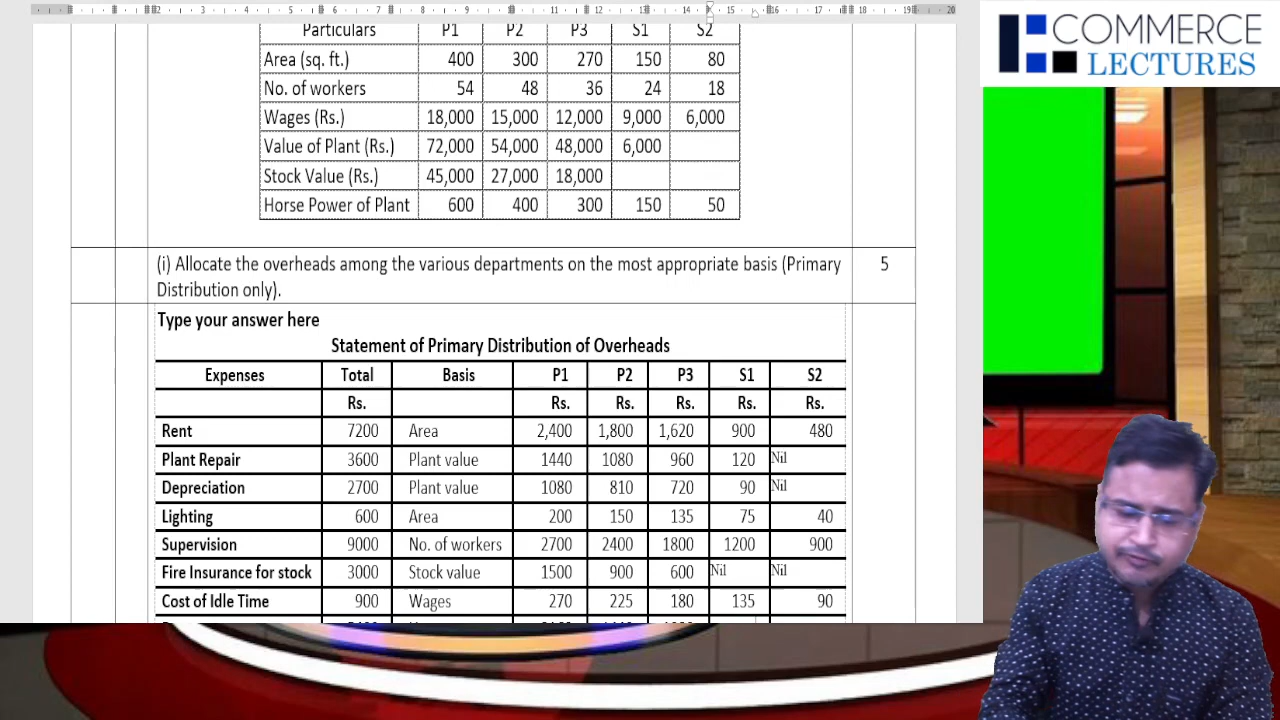 COMMERCE
LECTURES
Particulars P1 P2 P3 S1 S2
Area (sq. ft.) 400 300 270 150 80
No. of workers 54 48 36 24 18
Wages (Rs.) 18,000 15,000 12,000 9,000 6,000
Value of Plant (Rs.) 72,000 54,000 48,000 6,000
Stock Value (Rs.) 45,000 27,000 18,000
Horse Power of Plant 600 400 300 150 50
(i) Allocate the overheads among the various departments on the most appropriate basis (Primary 5
Distribution only).
Type your answer here
Statement of Primary Distribution of Overheads
Expenses Total Basis P1 P2 P3 S1 S2
Rs. Rs. Rs. Rs. Rs. Rs.
Rent 7200 Area 2,400 1,800 1,620 900 480
Plant Repair 3600 Plant value 1440 1080 960 120 Nil
Depreciation 2700 Plant value 1080 810 720 90 Nil
Lighting 600 Area 200 150 135 75 40
Supervision 9000 No. of workers 2700 2400 1800 1200 900
Fire Insurance for stock 3000 Stock value 1500 900 600 Nil Nil
Cost of Idle Time 900 Wages 270 225 180 135 90